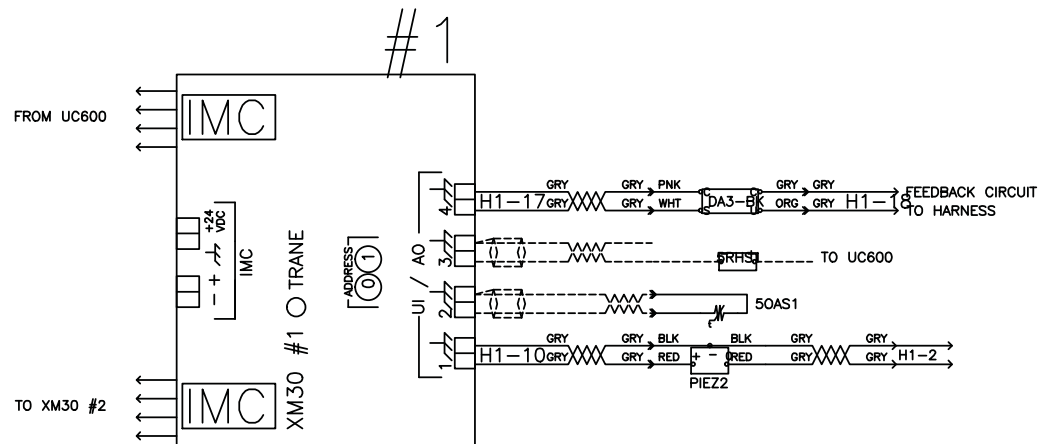 #1
FROM UC600
IMC
+24
VDC
- +
IMC
XM30 #1 TRANE
ADDRESS
0 1
UI / AO
4
3
2
1
H1-17
GRY GRY PNK
GRY GRY WHT
C C
S U
DA3-BK
GRY GRY
ORG GRY
H1-18
FEEDBACK CIRCUIT
TO HARNESS
5RHS1
TO UC600
5OAS1
H1-10
GRY GRY BLK
GRY GRY RED
+ -
PIEZ2
BLK GRY GRY
RED GRY GRY
H1-2
TO XM30 #2
IMC